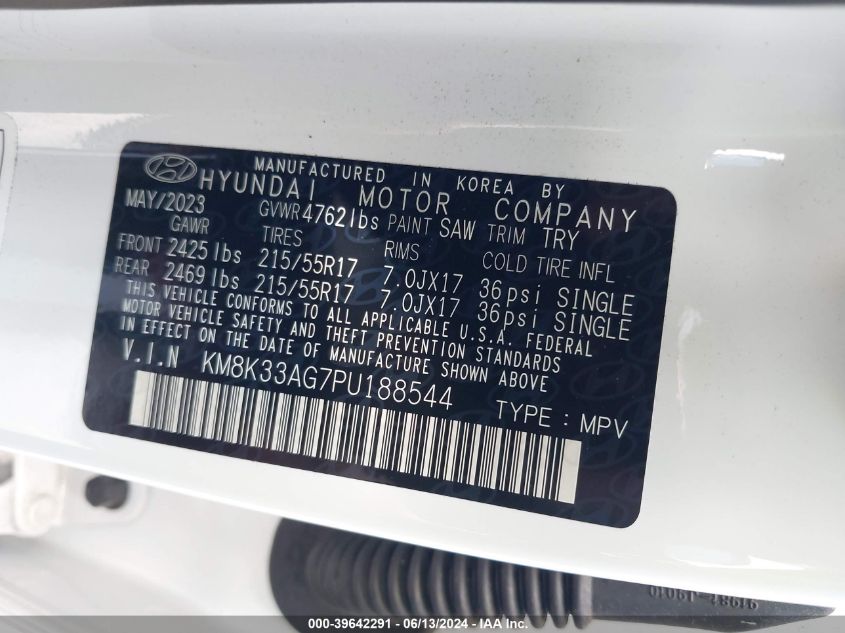 MANUFACTURED IN KOREA BY
HYUNDAI MOTOR COMPANY
MAY/2023 GVWR 4762lbs PAINT SAW TRIM TRY
GAWR TIRES RIMS COLD TIRE INFL
FRONT 2425lbs 215/55R17 7.0JX17 36psi SINGLE
REAR 2469lbs 215/55R17 7.0JX17 36psi SINGLE
THIS VEHICLE CONFORMS TO ALL APPLICABLE U.S.A. FEDERAL
MOTOR VEHICLE SAFETY AND THEFT PREVENTION STANDARDS
IN EFFECT ON THE DATE OF MANUFACTURE SHOWN ABOVE
V.I.N KM8K33AG7PU188544
TYPE : MPV
000-39642291 - 06/13/2024 - IAA Inc.